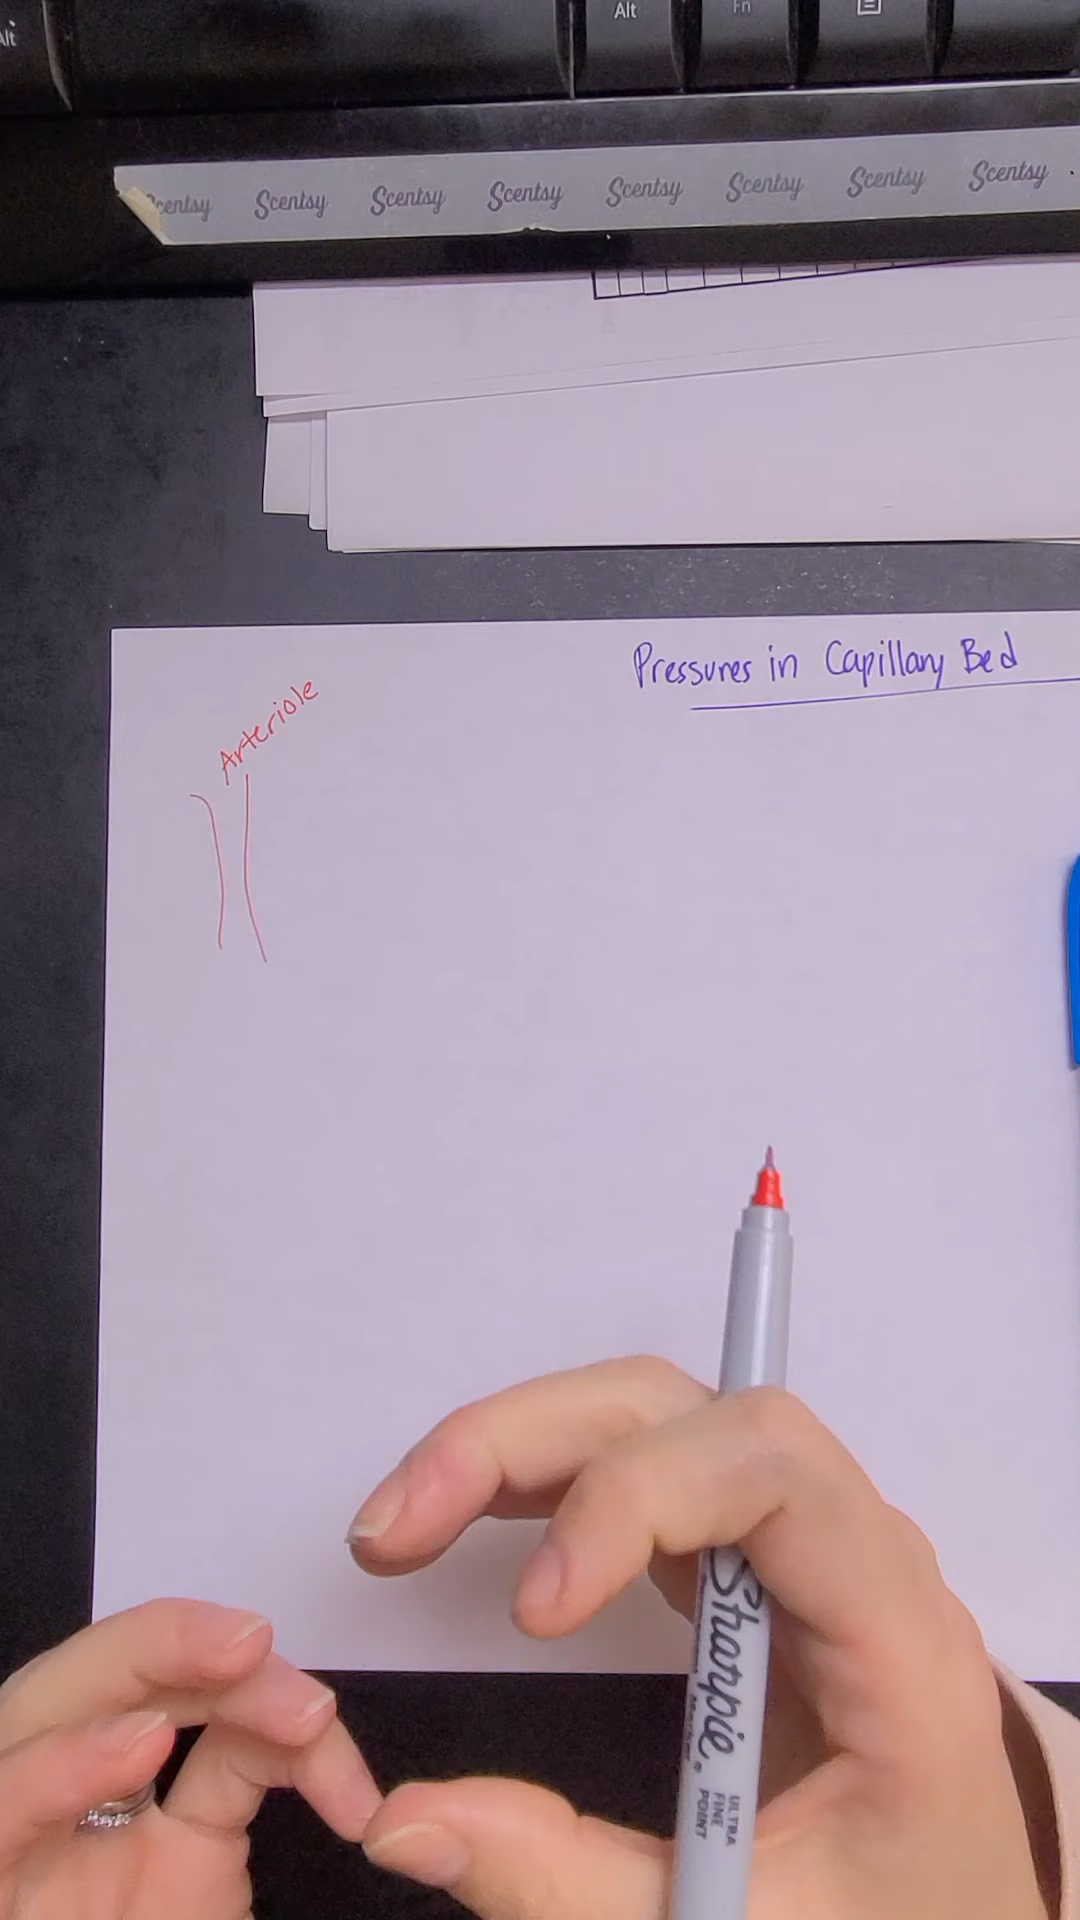 Alt
Alt
Fn
Scentsy Scentsy Scentsy Scentsy Scentsy Scentsy Scentsy Scentsy
Pressures in Capillary Bed
Arteriole
Sharpie
ULTRA
FINE
POINT